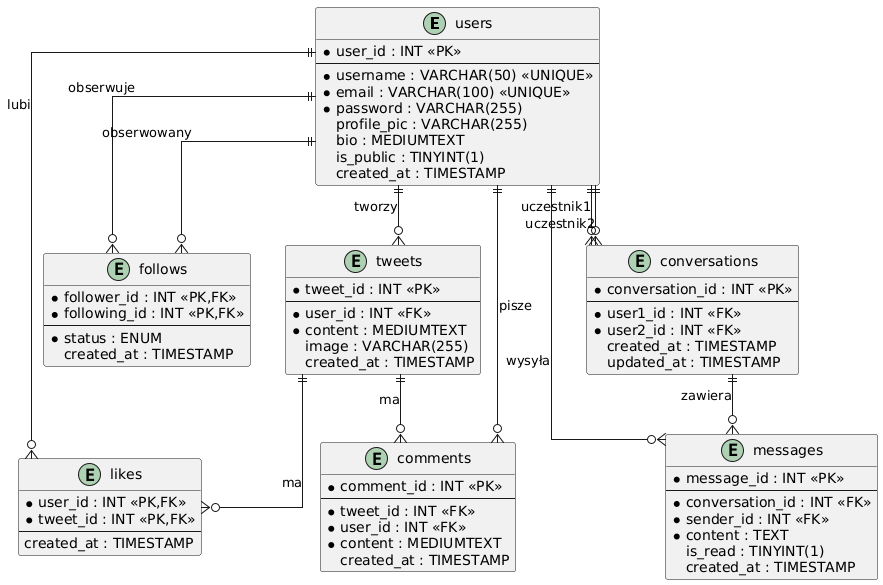 E users
* user_id : INT «PK»
* username : VARCHAR(50) «UNIQUE»
* email : VARCHAR(100) «UNIQUE»
* password : VARCHAR(255)
profile_pic : VARCHAR(255)
bio : MEDIUMTEXT
is_public : TINYINT(1)
created_at : TIMESTAMP
lubi
obserwuje
obserwowany
tworzy
uczestnik1
uczestnik2
E follows
* follower_id : INT «PK,FK»
* following_id : INT «PK,FK»
* status : ENUM
created_at : TIMESTAMP
E tweets
* tweet_id : INT «PK»
* user_id : INT «FK»
* content : MEDIUMTEXT
image : VARCHAR(255)
created_at : TIMESTAMP
pisze
wysyła
E conversations
* conversation_id : INT «PK»
* user1_id : INT «FK»
* user2_id : INT «FK»
created_at : TIMESTAMP
updated_at : TIMESTAMP
ma
zawiera
ma
E likes
* user_id : INT «PK,FK»
* tweet_id : INT «PK,FK»
created_at : TIMESTAMP
E comments
* comment_id : INT «PK»
* tweet_id : INT «FK»
* user_id : INT «FK»
* content : MEDIUMTEXT
created_at : TIMESTAMP
E messages
* message_id : INT «PK»
* conversation_id : INT «FK»
* sender_id : INT «FK»
* content : TEXT
is_read : TINYINT(1)
created_at : TIMESTAMP